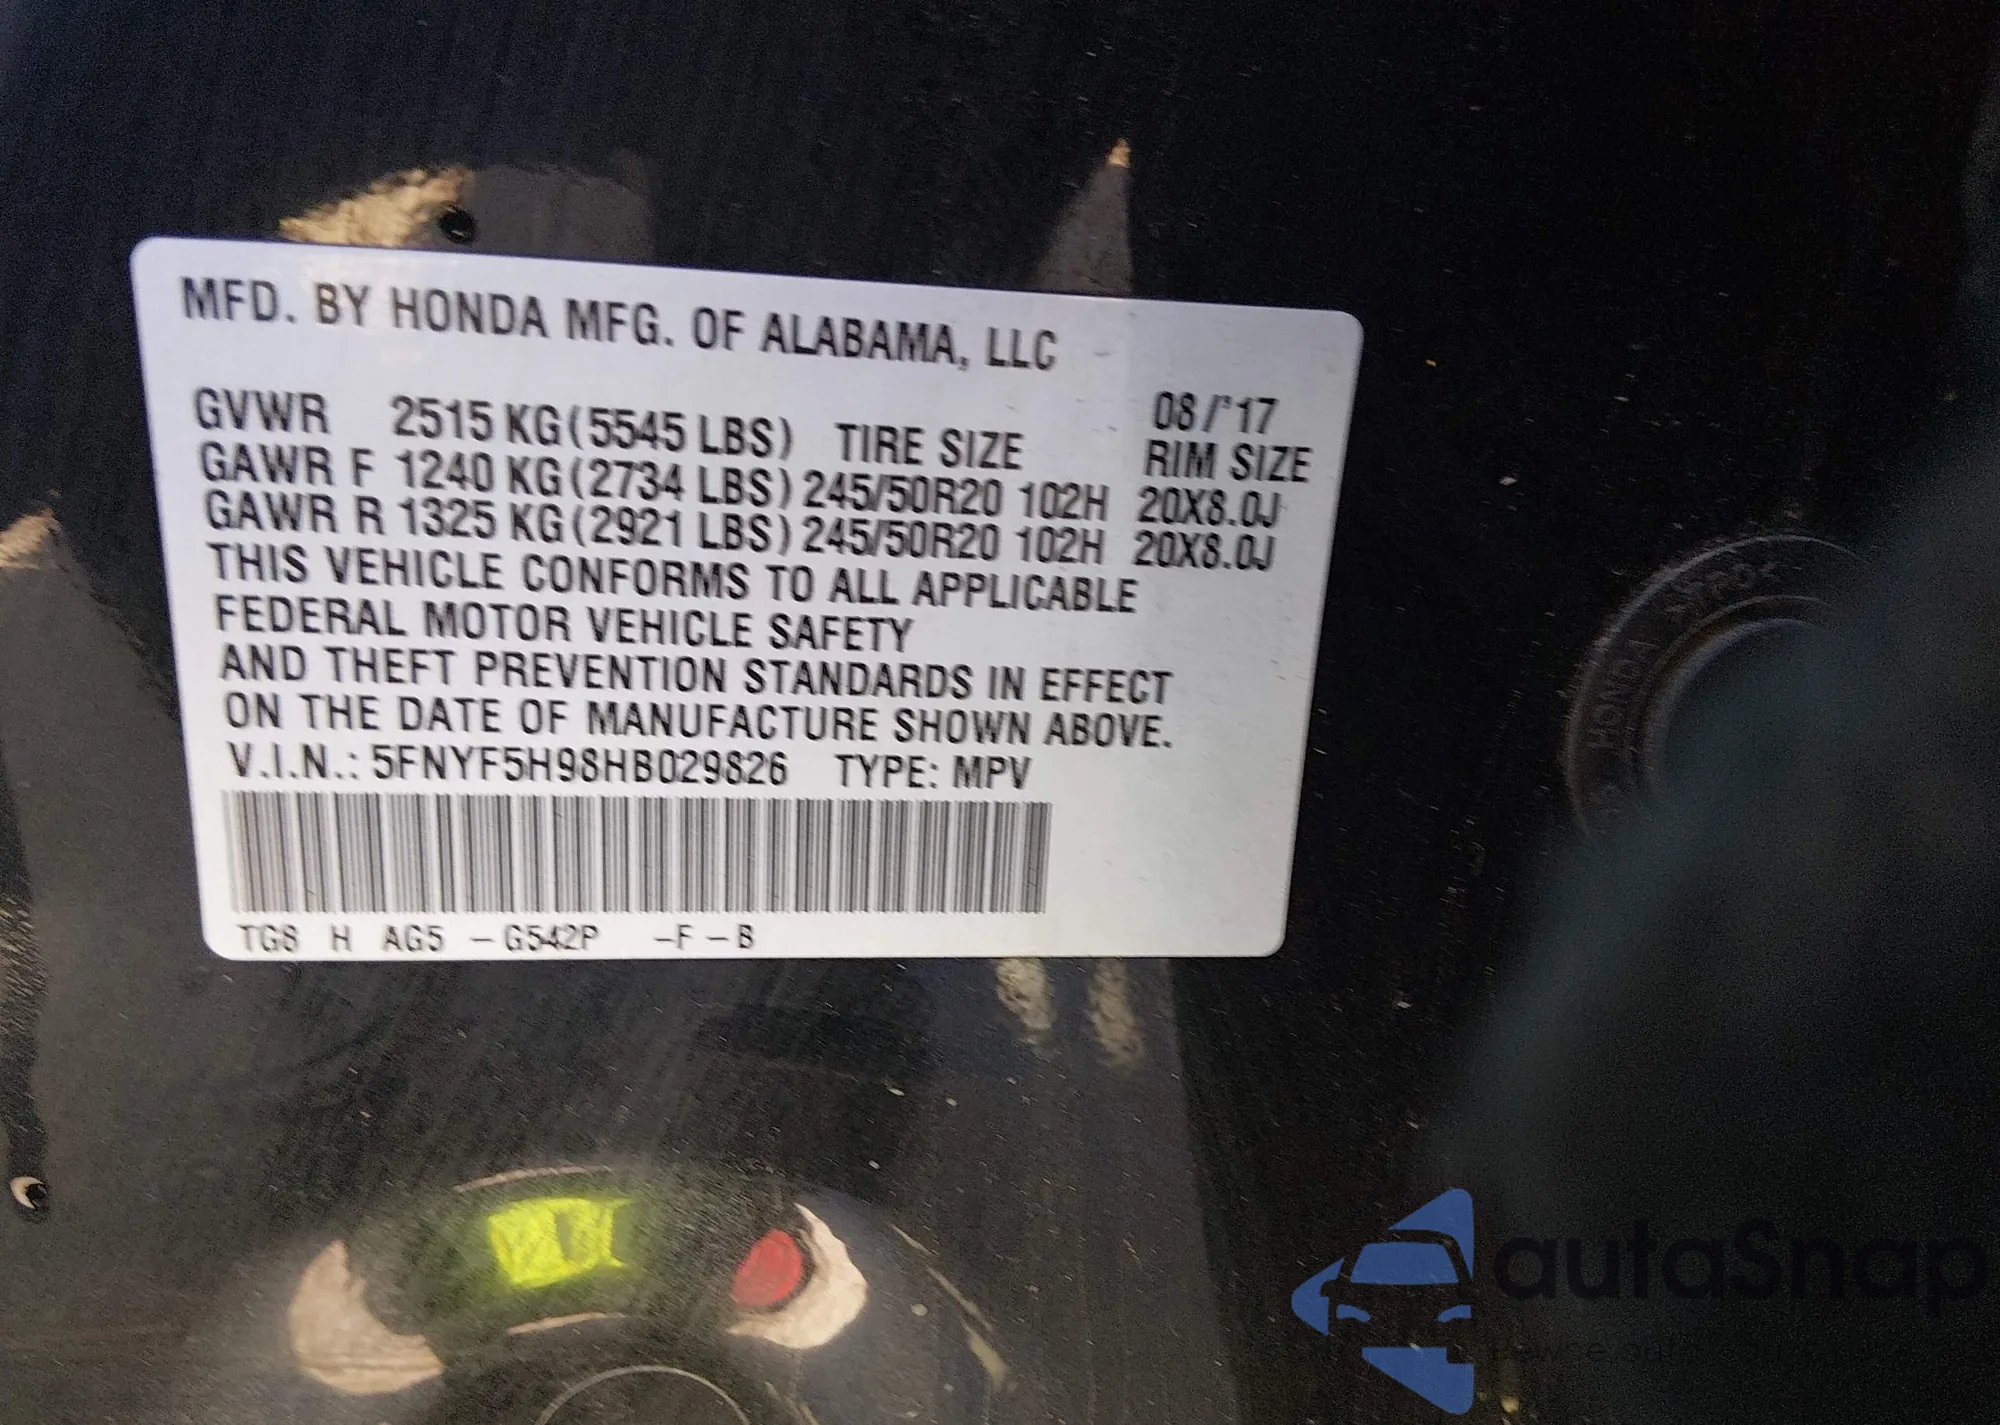 MFD. BY HONDA MFG. OF ALABAMA, LLC
08/'17
GVWR 2515 KG (5545 LBS) TIRE SIZE RIM SIZE
GAWR F 1240 KG (2734 LBS) 245/50R20 102H 20X8.0J
GAWR R 1325 KG (2921 LBS) 245/50R20 102H 20X8.0J
THIS VEHICLE CONFORMS TO ALL APPLICABLE
FEDERAL MOTOR VEHICLE SAFETY
AND THEFT PREVENTION STANDARDS IN EFFECT
ON THE DATE OF MANUFACTURE SHOWN ABOVE.
V.I.N.: 5FNYF5H98HB029826 TYPE: MPV
TG8 H AG5 -G542P -F-B
HONDA
autaSnap